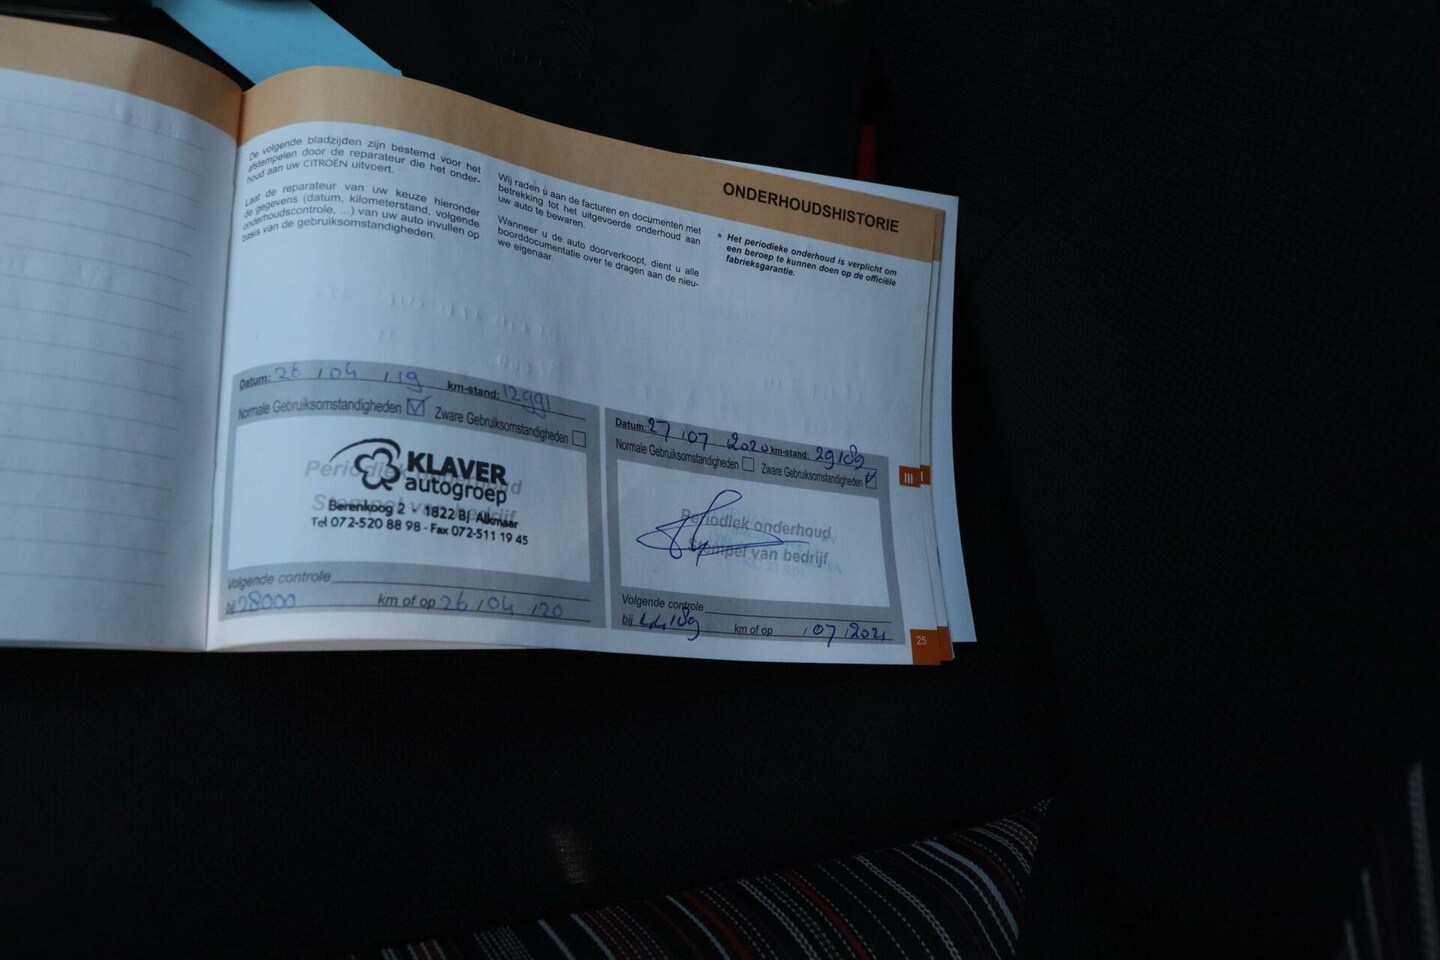 ONDERHOUDSHISTORIE
De volgende bladzijden zijn bestemd voor het
afstempelen door de reparateur die het onder-
houd aan uw CITROËN uitvoert.
Laat de reparateur van uw keuze hieronder
de gegevens (datum, kilometerstand, volgende
onderhoudscontrole, ...) van uw auto invullen op
basis van de gebruiksomstandigheden.
Wij raden u aan de facturen en documenten met
betrekking tot het uitgevoerde onderhoud aan
uw auto te bewaren.
Wanneer u de auto doorverkoopt, dient u alle
boorddocumentatie over te dragen aan de nieu-
we eigenaar.
* Het periodieke onderhoud is verplicht om
een beroep te kunnen doen op de officiële
fabrieksgarantie.
Datum: 26 / 04 / 19 km-stand: 12991
Normale Gebruiksomstandigheden Zware Gebruiksomstandigheden
Periodiek onderhoud
Stempel van bedrijf
KLAVER
autogroep
Berenkoog 2 - 1822 BJ Alkmaar
Tel 072-520 88 98 - Fax 072-511 19 45
Volgende controle
bij 28000 km of op 26 / 04 / 20
Datum: 27 / 07 / 2020 km-stand: 29189
Normale Gebruiksomstandigheden Zware Gebruiksomstandigheden
Periodiek onderhoud
Stempel van bedrijf
Volgende controle
bij 44189 km of op / 07 / 2021
III
25